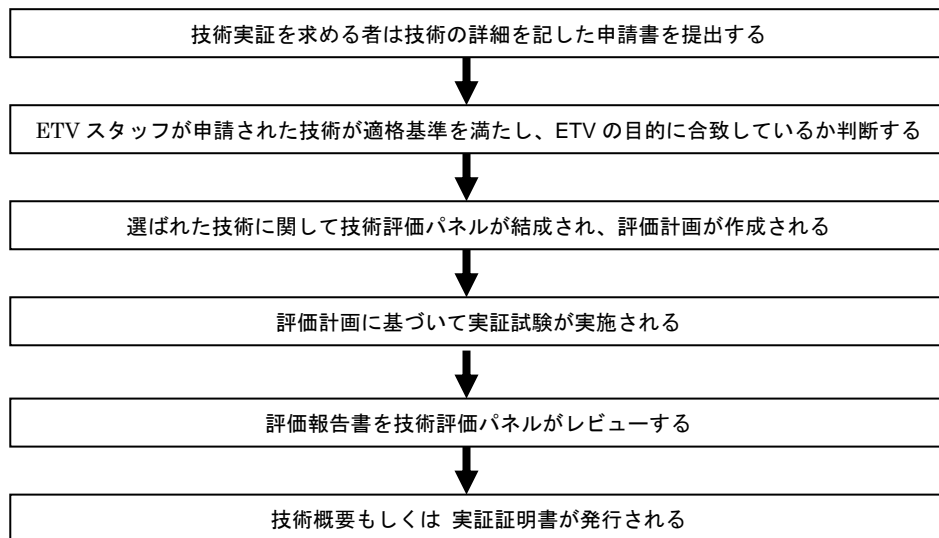 技術実証を求める者は技術の詳細を記した申請書を提出する
ETV スタッフが申請された技術が適格基準を満たし、ETV の目的に合致しているか判断する
選ばれた技術に関して技術評価パネルが結成され、評価計画が作成される
評価計画に基づいて実証試験が実施される
評価報告書を技術評価パネルがレビューする
技術概要もしくは 実証証明書が発行される